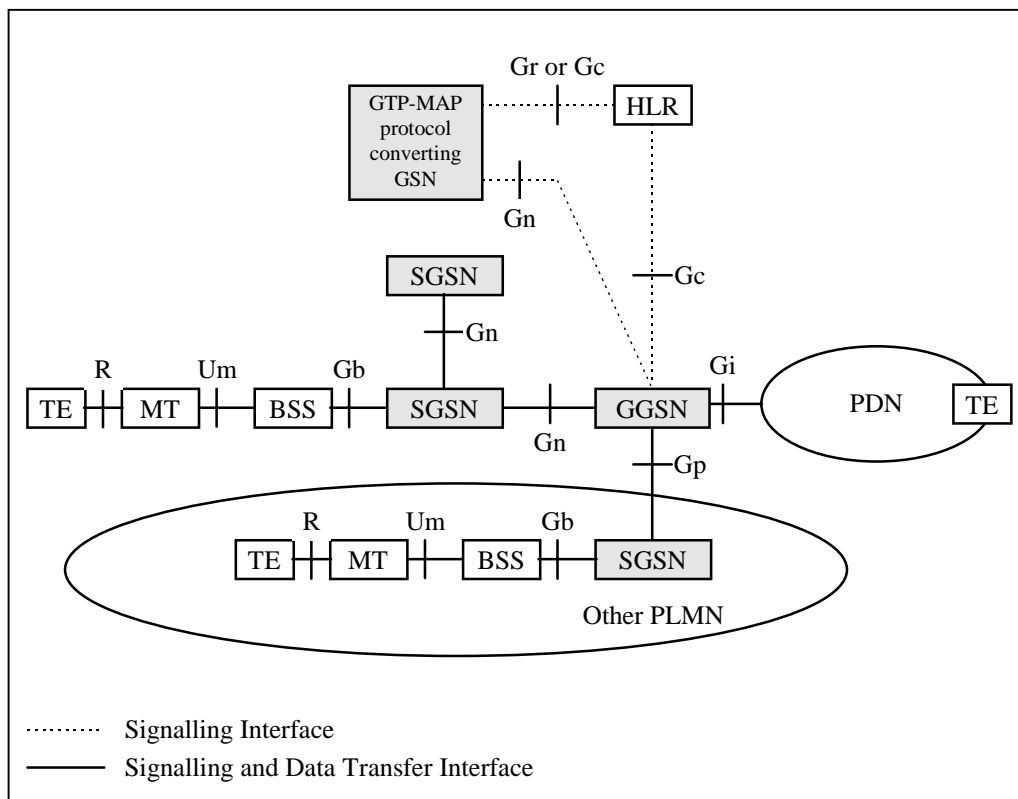 Gr or Gc
GTP-MAP
protocol
converting
GSN
HLR
Gn
SGSN
Gc
Gn
R
Um
Gb
Gi
TE
MT
BSS
SGSN
GGSN
PDN
TE
Gn
Gp
R
Um
Gb
TE
MT
BSS
SGSN
Other PLMN
Signalling Interface
Signalling and Data Transfer Interface